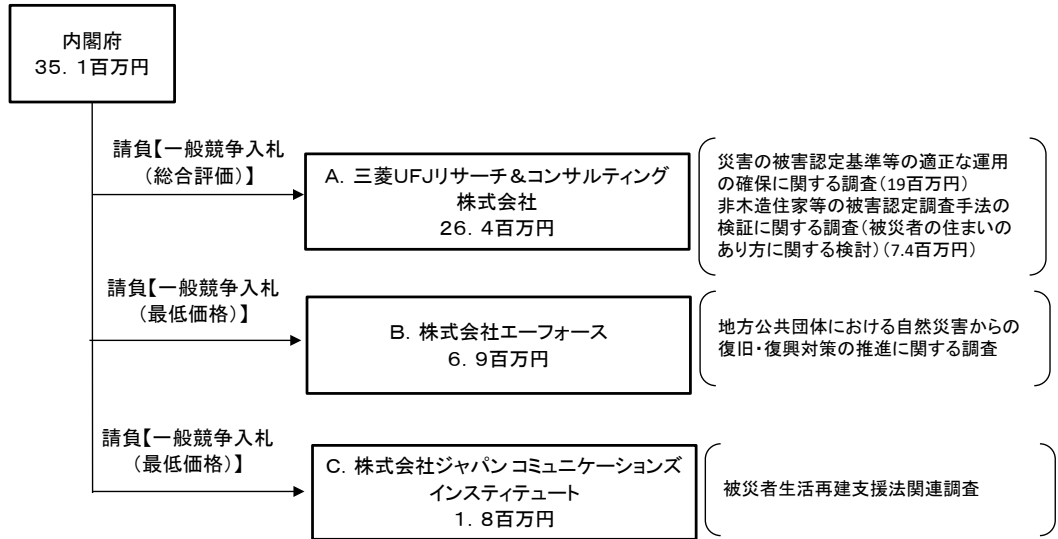 内閣府
35．1百万円
請負【一般競争入札
（総合評価）】
A．三菱UFJリサーチ＆コンサルティング
株式会社
26．4百万円
災害の被害認定基準等の適正な運用
の確保に関する調査（19百万円）
非木造住家等の被害認定調査手法の
検証に関する調査（被災者の住まいの
あり方に関する検討）（7.4百万円）
請負【一般競争入札
（最低価格）】
B．株式会社エーフォース
6．9百万円
地方公共団体における自然災害からの
復旧・復興対策の推進に関する調査
請負【一般競争入札
（最低価格）】
C．株式会社ジャパン コミュニケーションズ
インスティテュート
1．8百万円
被災者生活再建支援法関連調査